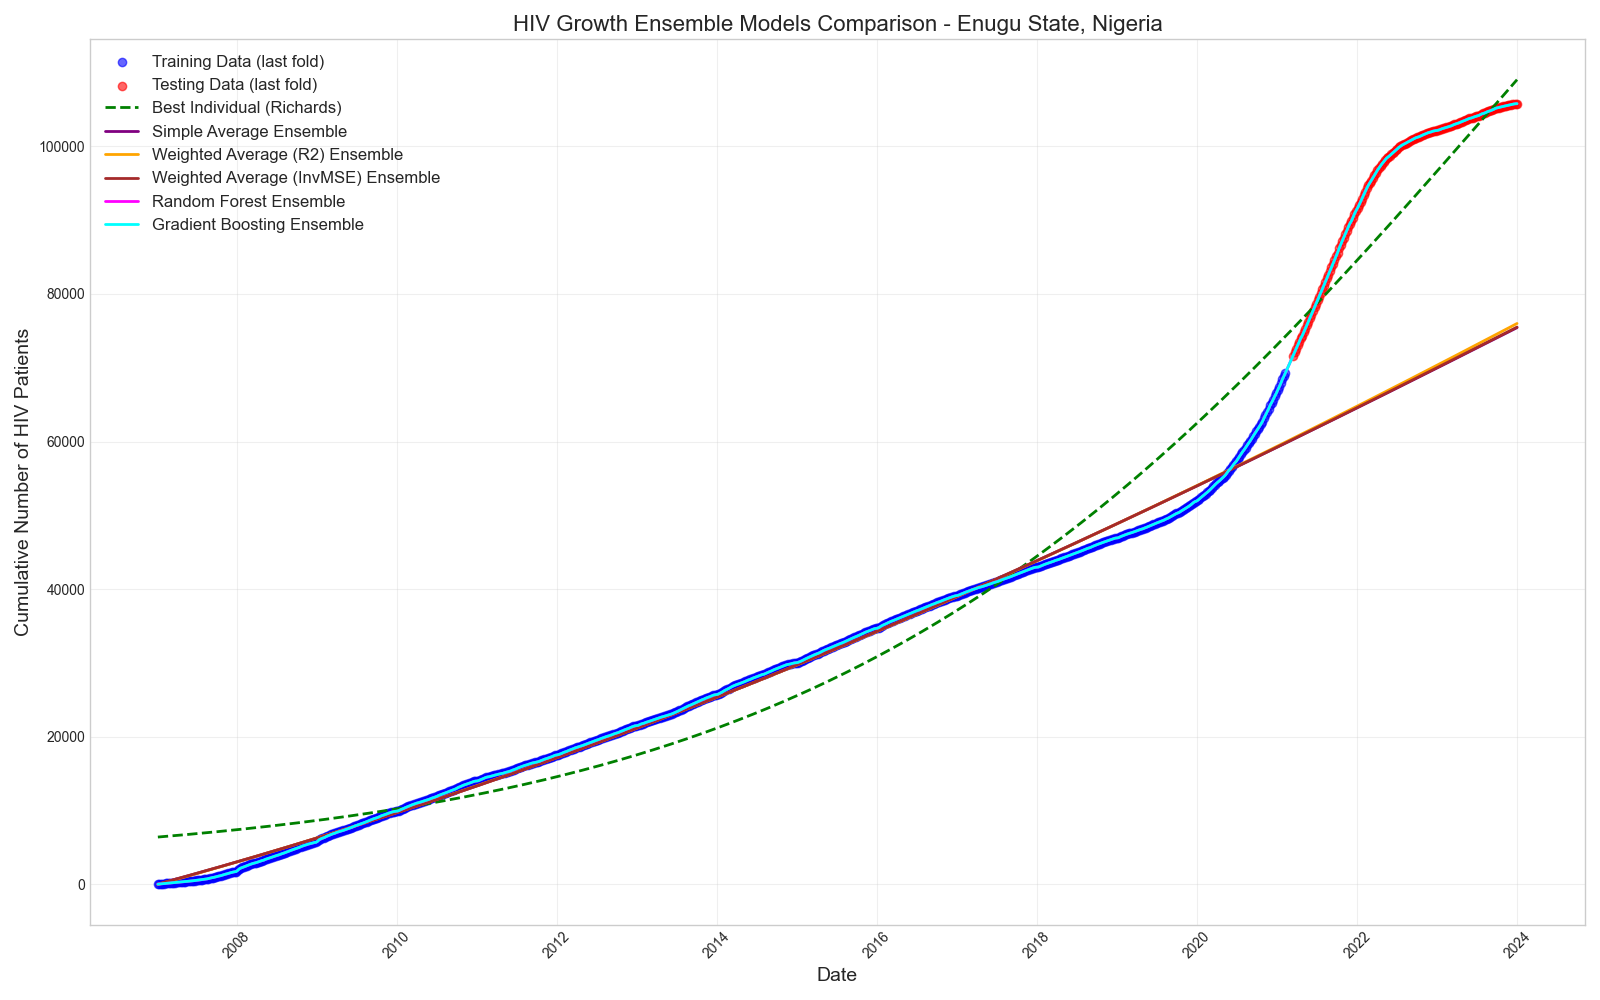 HIV Growth Ensemble Models Comparison - Enugu State, Nigeria
Training Data (last fold)
Testing Data (last fold)
Best Individual (Richards)
Simple Average Ensemble
Weighted Average (R2) Ensemble
Weighted Average (InvMSE) Ensemble
Random Forest Ensemble
Gradient Boosting Ensemble
Cumulative Number of HIV Patients
100000
80000
60000
40000
20000
0
2008
2010
2012
2014
2016
2018
2020
2022
2024
Date